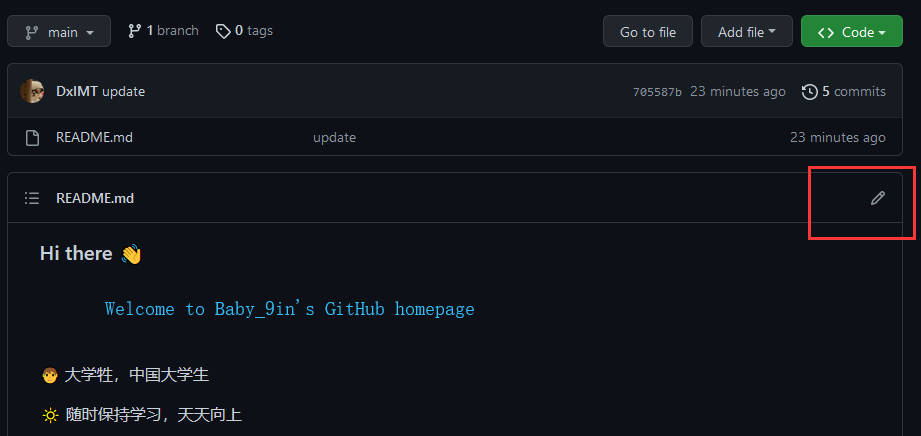 main 1 branch 0 tags Go to file Add file Code
DxIMT update 705587b 23 minutes ago 5 commits
README.md update 23 minutes ago
README.md
Hi there 👋
Welcome to Baby_9in's GitHub homepage
大学牲，中国大学生
随时保持学习，天天向上